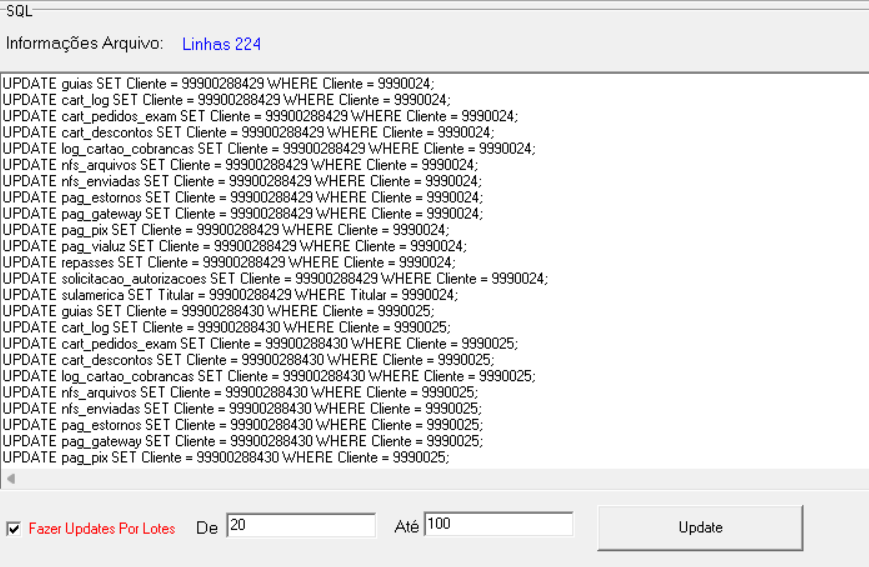 SQL
Informações Arquivo: Linhas 224
UPDATE guias SET Cliente = 99900288429 WHERE Cliente = 9990024;
UPDATE cart_log SET Cliente = 99900288429 WHERE Cliente = 9990024;
UPDATE cart_pedidos_exam SET Cliente = 99900288429 WHERE Cliente = 9990024;
UPDATE cart_descontos SET Cliente = 99900288429 WHERE Cliente = 9990024;
UPDATE log_cartao_cobrancas SET Cliente = 99900288429 WHERE Cliente = 9990024;
UPDATE nfs_arquivos SET Cliente = 99900288429 WHERE Cliente = 9990024;
UPDATE nfs_enviadas SET Cliente = 99900288429 WHERE Cliente = 9990024;
UPDATE pag_estornos SET Cliente = 99900288429 WHERE Cliente = 9990024;
UPDATE pag_gateway SET Cliente = 99900288429 WHERE Cliente = 9990024;
UPDATE pag_pix SET Cliente = 99900288429 WHERE Cliente = 9990024;
UPDATE pag_vialuz SET Cliente = 99900288429 WHERE Cliente = 9990024;
UPDATE repasses SET Cliente = 99900288429 WHERE Cliente = 9990024;
UPDATE solicitacao_autorizacoes SET Cliente = 99900288429 WHERE Cliente = 9990024;
UPDATE sulamerica SET Titular = 99900288429 WHERE Titular = 9990024;
UPDATE guias SET Cliente = 99900288430 WHERE Cliente = 9990025;
UPDATE cart_log SET Cliente = 99900288430 WHERE Cliente = 9990025;
UPDATE cart_pedidos_exam SET Cliente = 99900288430 WHERE Cliente = 9990025;
UPDATE cart_descontos SET Cliente = 99900288430 WHERE Cliente = 9990025;
UPDATE log_cartao_cobrancas SET Cliente = 99900288430 WHERE Cliente = 9990025;
UPDATE nfs_arquivos SET Cliente = 99900288430 WHERE Cliente = 9990025;
UPDATE nfs_enviadas SET Cliente = 99900288430 WHERE Cliente = 9990025;
UPDATE pag_estornos SET Cliente = 99900288430 WHERE Cliente = 9990025;
UPDATE pag_gateway SET Cliente = 99900288430 WHERE Cliente = 9990025;
UPDATE pag_pix SET Cliente = 99900288430 WHERE Cliente = 9990025;
Fazer Updates Por Lotes De 20 Até 100 Update